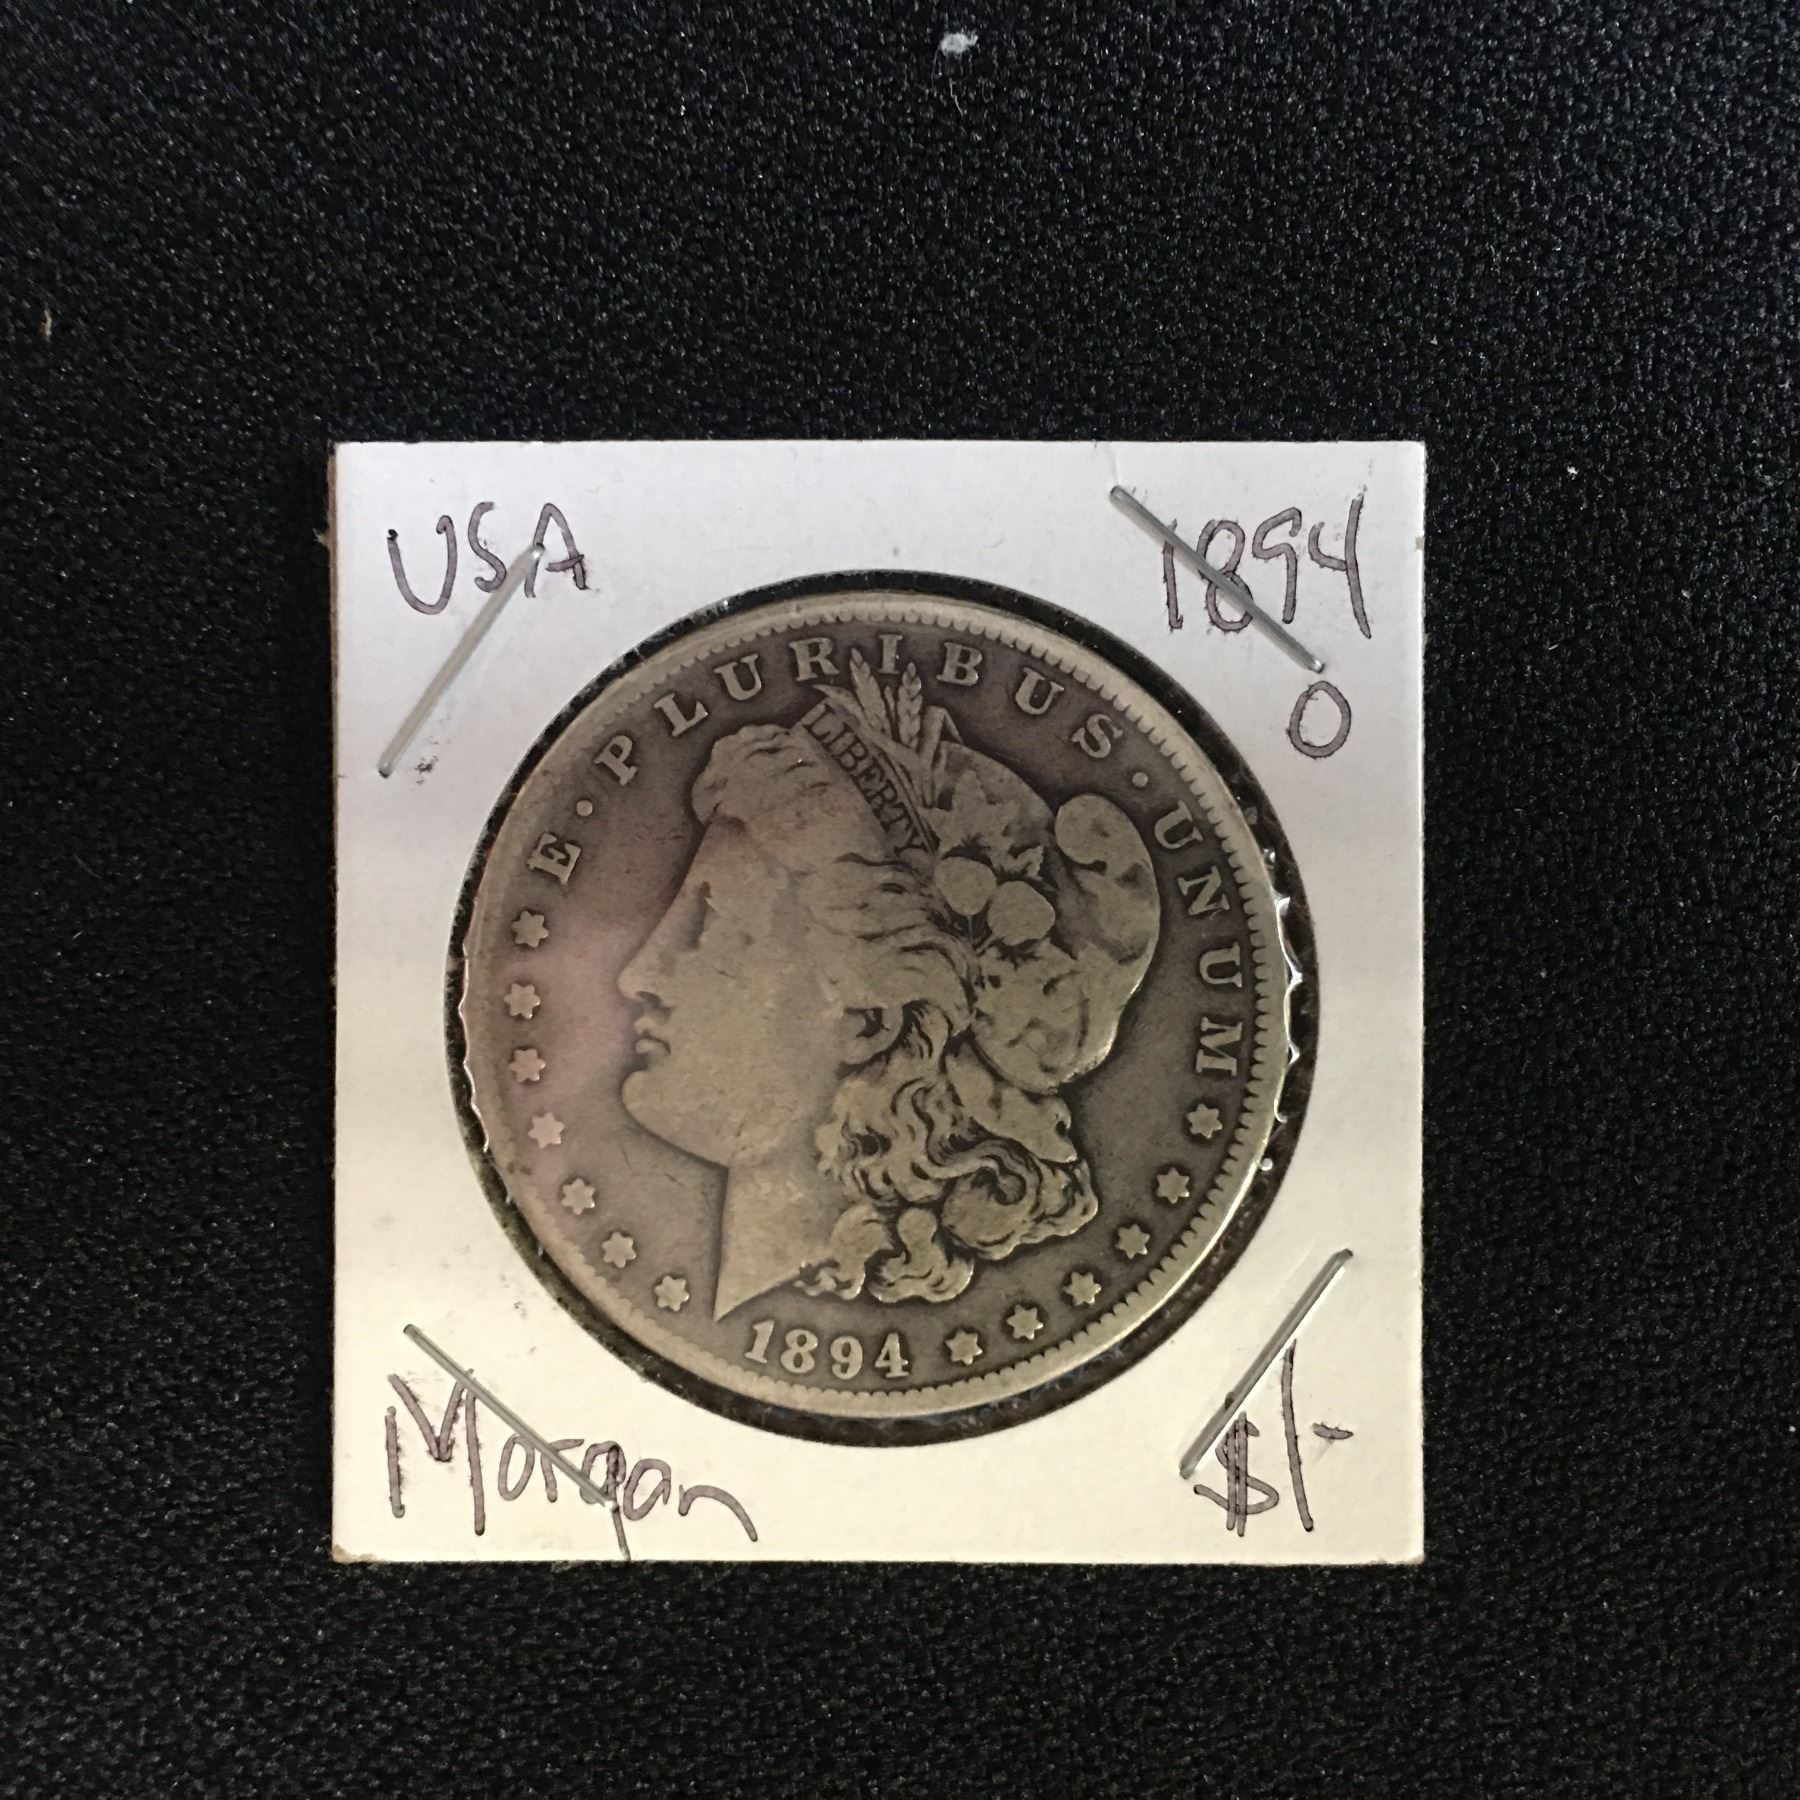 USA
1894
O
E·PLURIBUS·UNUM
LIBERTY
1894
Morgan
$1-